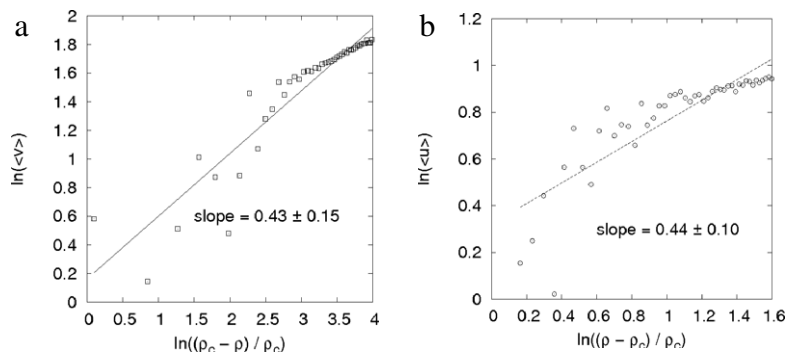 a
2
1.8
1.6
1.4
1.2
1
0.8
0.6
0.4
0.2
0
ln(<v>)
slope = 0.43 ± 0.15
0 0.5 1 1.5 2 2.5 3 3.5 4
ln((ρc − ρ) / ρc)
b
1.2
1
0.8
0.6
0.4
0.2
0
ln(<u>)
slope = 0.44 ± 0.10
0 0.2 0.4 0.6 0.8 1 1.2 1.4 1.6
ln((ρ − ρc) / ρc)